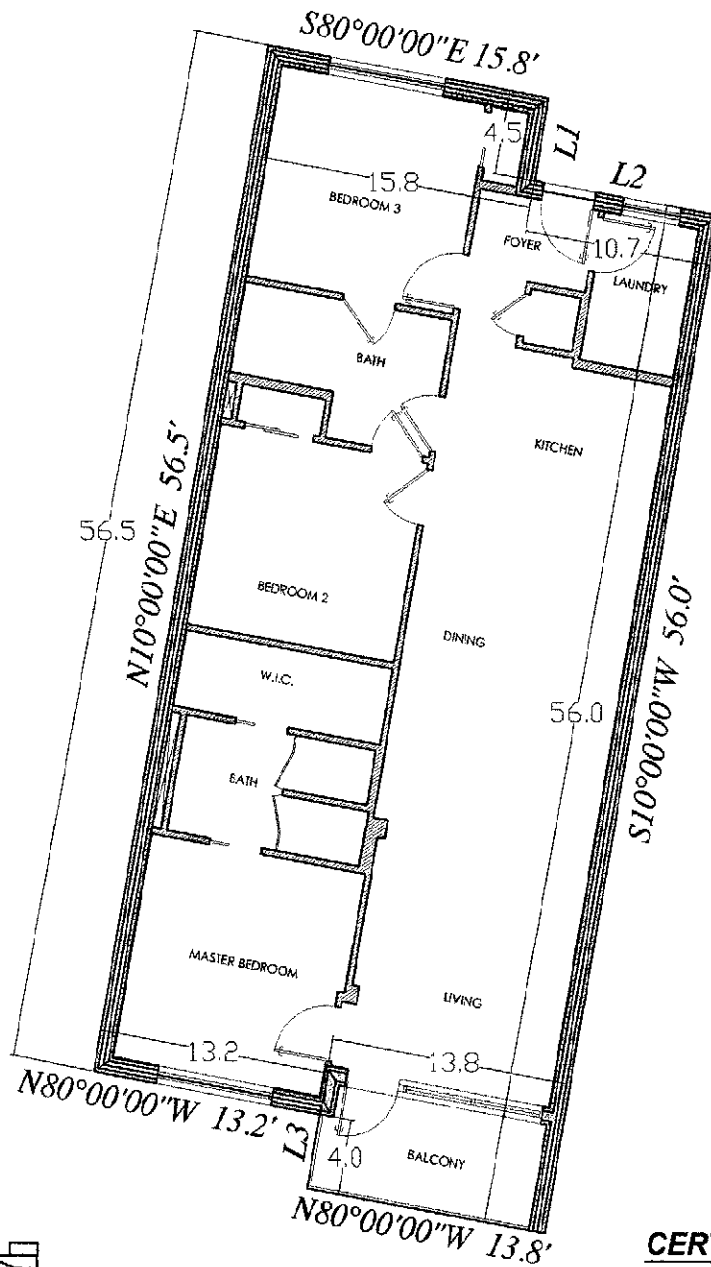 S80°00'00"E 15.8'
L1
L2
4.5
15.8
BEDROOM 3
FOYER
10.7
LAUNDRY
BATH
KITCHEN
N10°00'00"E 56.5'
56.5
BEDROOM 2
DINING
W.I.C.
56.0
S10°00'00"W 56.0'
BATH
MASTER BEDROOM
LIVING
13.2
13.8
N80°00'00"W 13.2'
L3
4.0
BALCONY
N80°00'00"W 13.8'
CERT